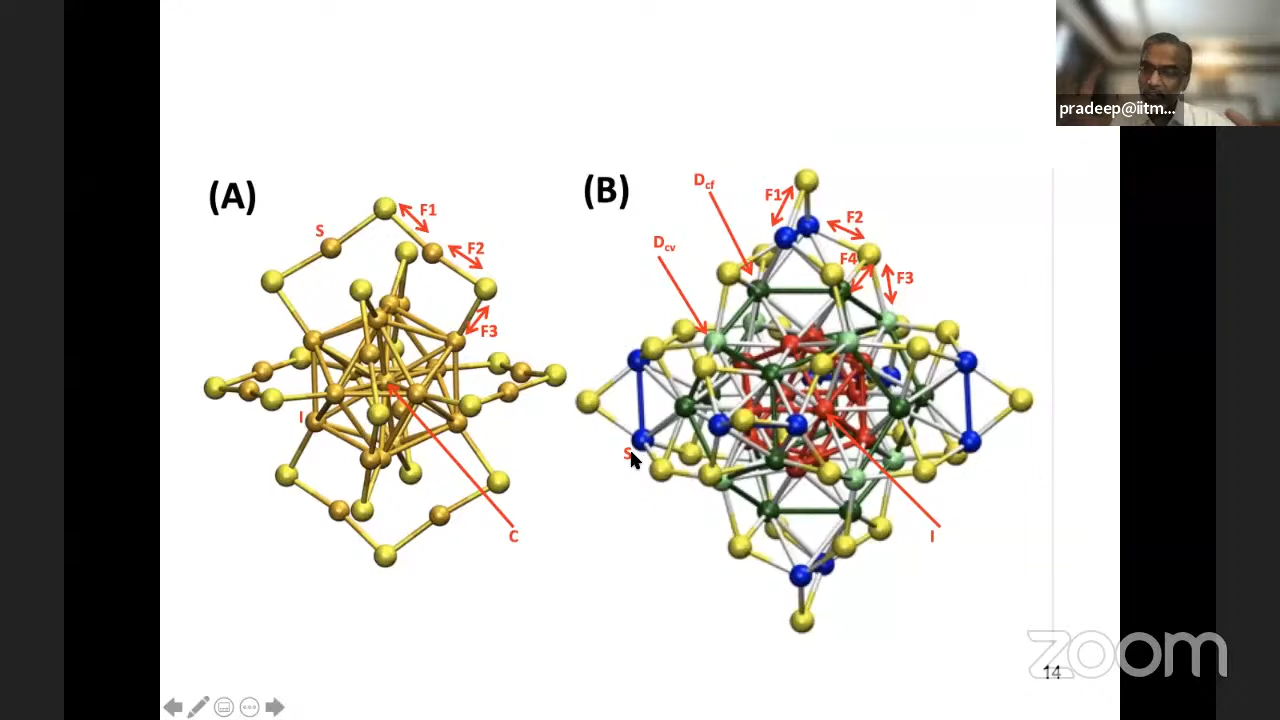 pradeep@iitm...
(A)
S
F1
F2
F3
I
C
(B)
Dcf
Dcv
F1
F2
F4
F3
S
I
zoom
14